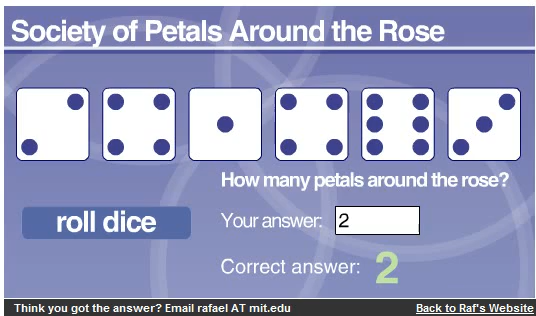 Society of Petals Around the Rose
How many petals around the rose?
roll dice
Your answer: 2
Correct answer: 2
Think you got the answer? Email rafael AT mit.edu
Back to Raf's Website